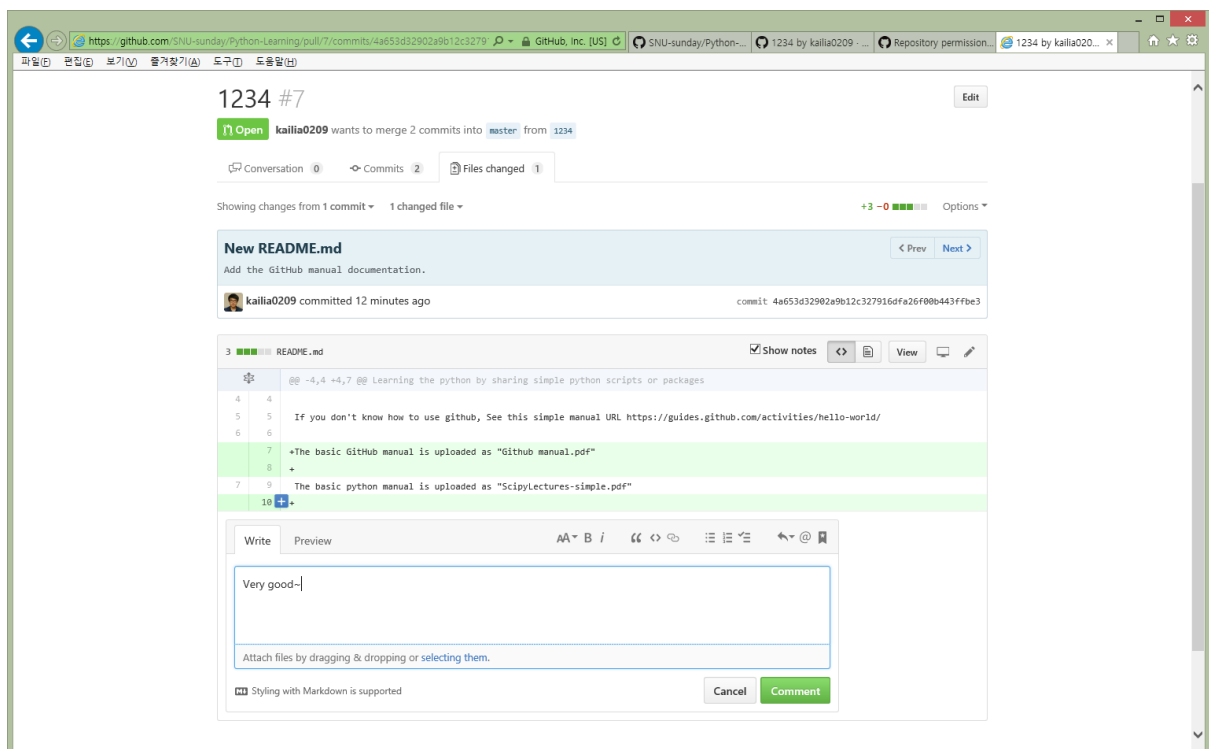 https://github.com/SNU-sunday/Python-Learning/pull/7/commits/4a653d32902a9b12c3279 GitHub, Inc. [US] SNU-sunday/Python-... 1234 by kailia0209 · ... Repository permission... 1234 by kailia020...
파일(F) 편집(E) 보기(V) 즐겨찾기(A) 도구(T) 도움말(H)
1234 #7 Edit
Open kailia0209 wants to merge 2 commits into master from 1234
Conversation 0 Commits 2 Files changed 1
Showing changes from 1 commit 1 changed file +3 −0 Options
New README.md Prev Next
Add the GitHub manual documentation.
kailia0209 committed 12 minutes ago commit 4a653d32902a9b12c327916dfa26f00b443ffbe3
3 README.md Show notes <> View
@@ -4,4 +4,7 @@ Learning the python by sharing simple python scripts or packages
4 4
5 5 If you don't know how to use github, See this simple manual URL https://guides.github.com/activities/hello-world/
6 6
7 +The basic GitHub manual is uploaded as "Github manual.pdf"
8 +
7 9 The basic python manual is uploaded as "ScipyLectures-simple.pdf"
10 + +
Write Preview AA B i “ <> @
Very good~
Attach files by dragging & dropping or selecting them.
Styling with Markdown is supported Cancel Comment